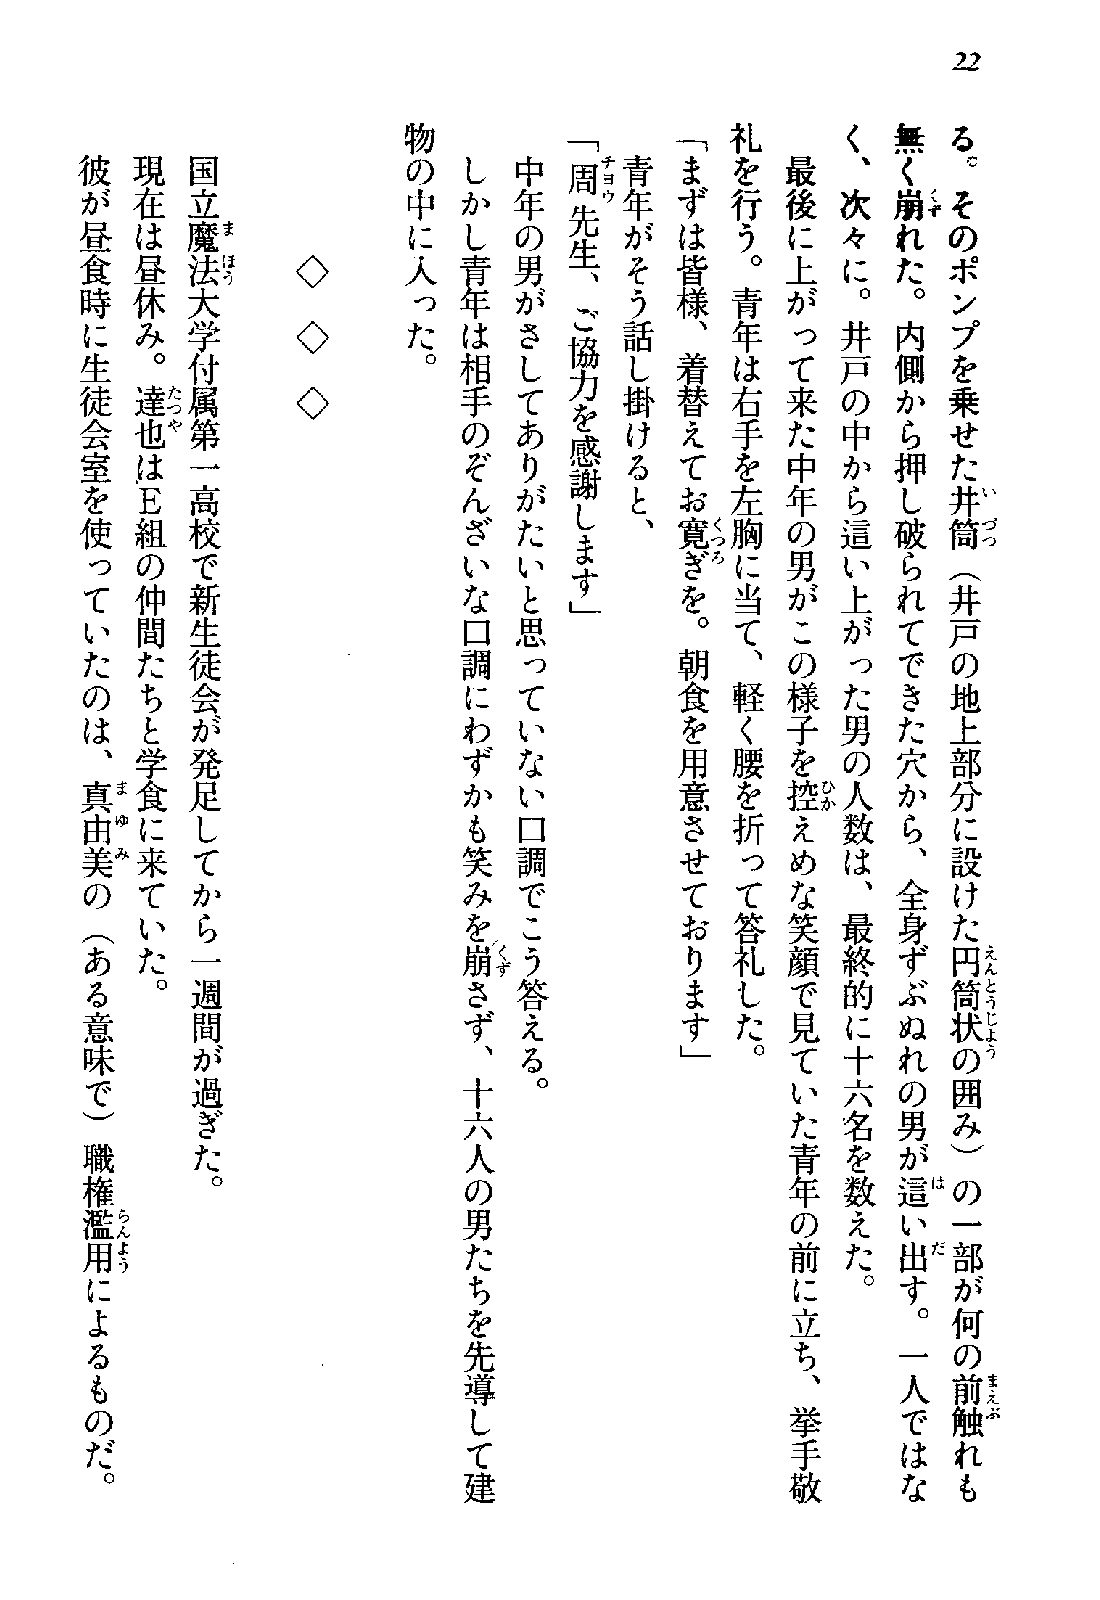 22
る。そのポンプを乗せた井筒（井戸の地上部分に設けた円筒状の囲み）の一部が何の前触れも
無く崩れた。内側から押し破られてできた穴から、全身ずぶぬれの男が這い出す。一人ではな
く、次々に。井戸の中から這い上がった男の人数は、最終的に十六名を数えた。
最後に上がって来た中年の男がこの様子を控えめな笑顔で見ていた青年の前に立ち、挙手敬
礼を行う。青年は右手を左胸に当て、軽く腰を折って答礼した。
「まずは皆様、着替えてお寛ぎを。朝食を用意させております」
青年がそう話し掛けると、
「周先生、ご協力を感謝します」
中年の男がさしてありがたいと思っていない口調でこう答える。
しかし青年は相手のぞんざいな口調にわずかも笑みを崩さず、十六人の男たちを先導して建
物の中に入った。
◇　◇　◇
国立魔法大学付属第一高校で新生徒会が発足してから一週間が過ぎた。
現在は昼休み。達也はE組の仲間たちと学食に来ていた。
彼が昼食時に生徒会室を使っていたのは、真由美の（ある意味で）職権濫用によるものだ。